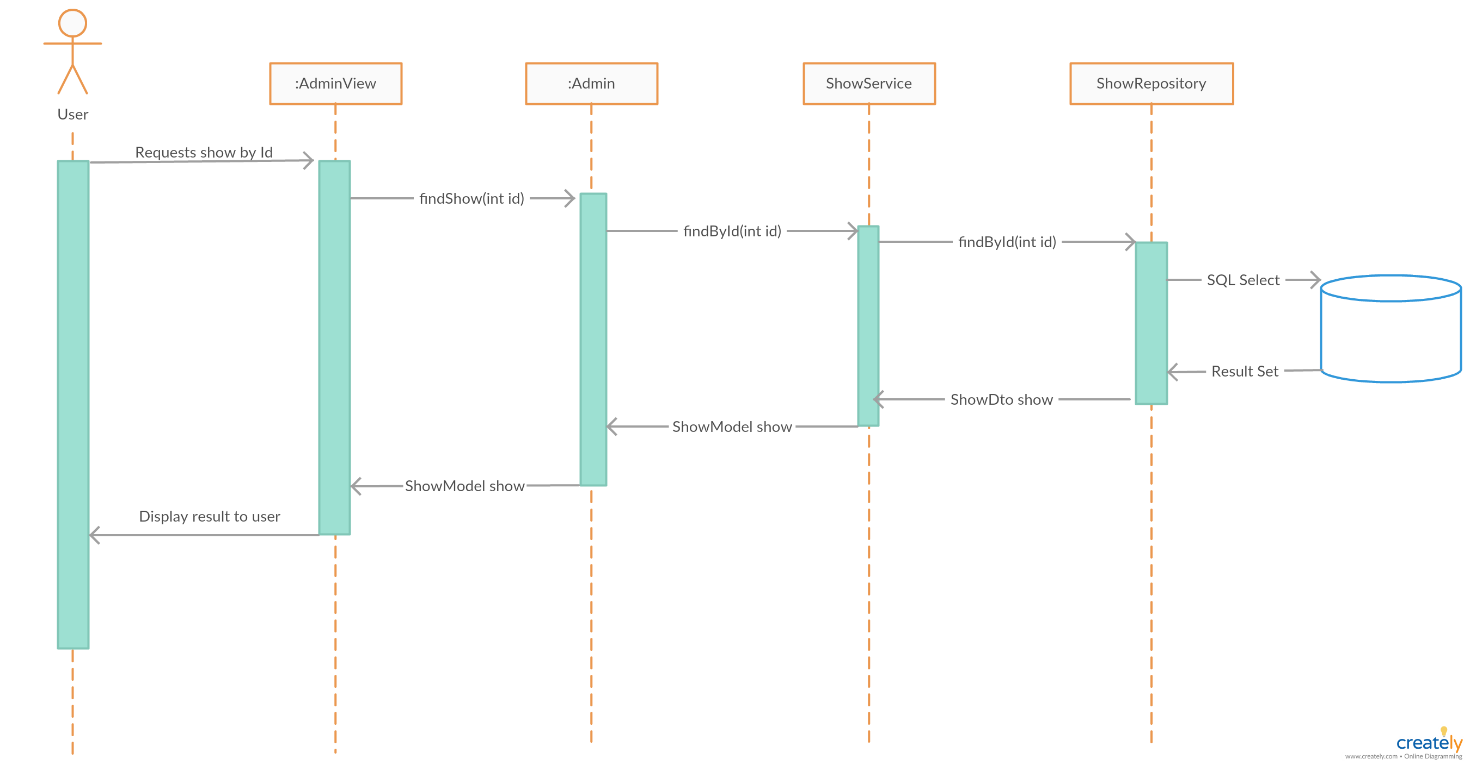 User
:AdminView
:Admin
ShowService
ShowRepository
Requests show by Id
findShow(int id)
findById(int id)
findById(int id)
SQL Select
Result Set
ShowDto show
ShowModel show
ShowModel show
Display result to user
creately
www.creately.com • Online Diagramming